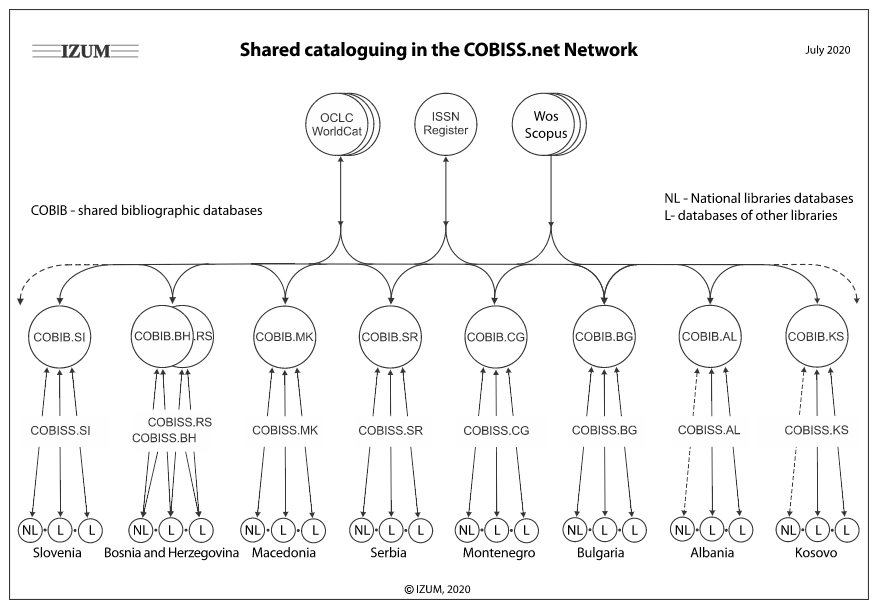 IZUM
Shared cataloguing in the COBISS.net Network
July 2020
OCLC
WorldCat
ISSN
Register
Wos
Scopus
COBIB - shared bibliographic databases
NL - National libraries databases
L- databases of other libraries
COBIB.SI
COBIB.BH
.RS
COBIB.MK
COBIB.SR
COBIB.CG
COBIB.BG
COBIB.AL
COBIB.KS
COBISS.SI
COBISS.RS
COBISS.BH
COBISS.MK
COBISS.SR
COBISS.CG
COBISS.BG
COBISS.AL
COBISS.KS
NL L L
NL L L
NL L L
NL L L
NL L L
NL L L
NL L L
NL L L
Slovenia
Bosnia and Herzegovina
Macedonia
Serbia
Montenegro
Bulgaria
Albania
Kosovo
© IZUM, 2020